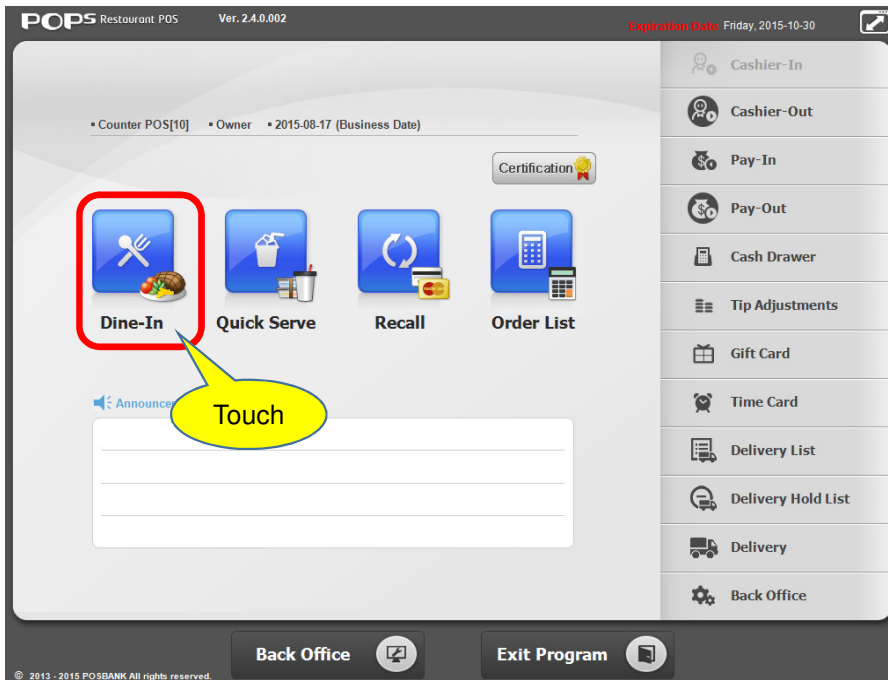 POPS Restaurant POS Ver. 2.4.0.002 Expiration Date Friday, 2015-10-30
▪ Counter POS[10] ▪ Owner ▪ 2015-08-17 (Business Date)
Certification
Dine-In Quick Serve Recall Order List
Touch
Cashier-In
Cashier-Out
Pay-In
Pay-Out
Cash Drawer
Tip Adjustments
Gift Card
Time Card
Delivery List
Delivery Hold List
Delivery
Back Office
Back Office Exit Program
© 2013 - 2015 POSBANK All rights reserved.